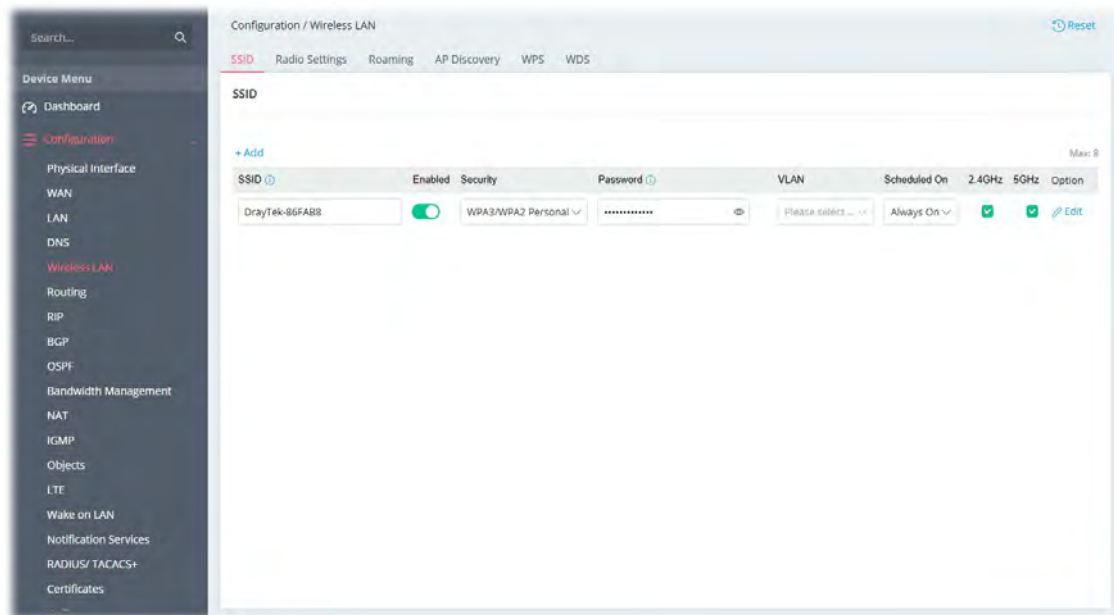 Search...
Device Menu
Dashboard
Configuration
Physical Interface
WAN
LAN
DNS
Wireless LAN
Routing
RIP
BGP
OSPF
Bandwidth Management
NAT
IGMP
Objects
LTE
Wake on LAN
Notification Services
RADIUS/ TACACS+
Certificates
Configuration / Wireless LAN Reset
SSID Radio Settings Roaming AP Discovery WPS WDS
SSID
+ Add Max: 8
SSID Enabled Security Password VLAN Scheduled On 2.4GHz 5GHz Option
DrayTek-86FAB8 WPA3/WPA2 Personal ••••••••••••• Please select ... Always On Edit